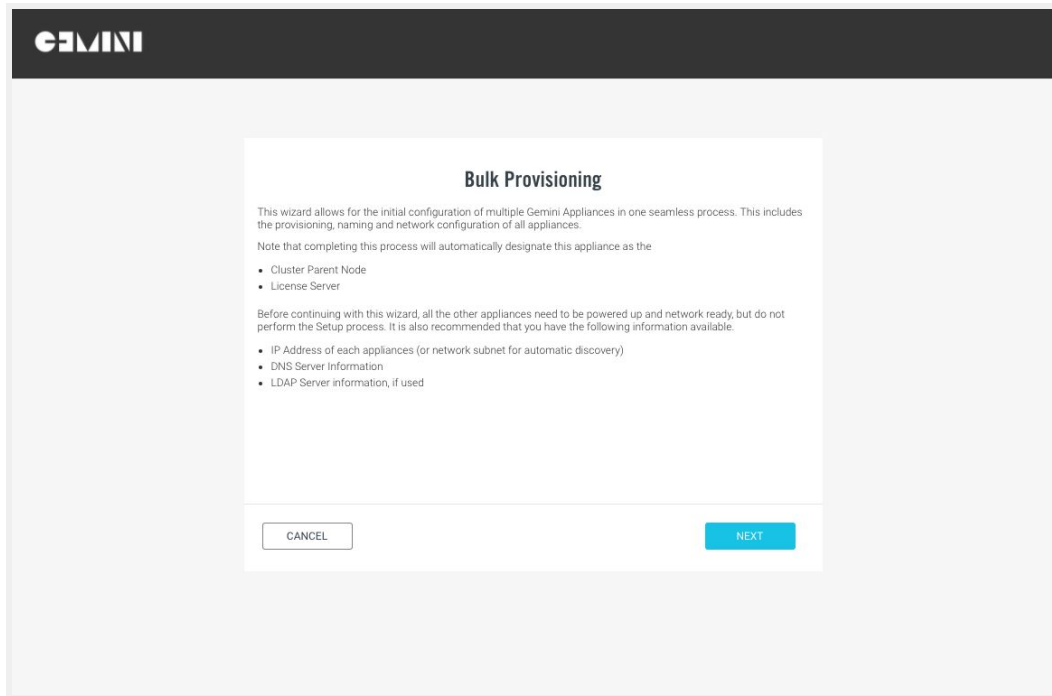 GEMINI
Bulk Provisioning
This wizard allows for the initial configuration of multiple Gemini Appliances in one seamless process. This includes
the provisioning, naming and network configuration of all appliances.
Note that completing this process will automatically designate this appliance as the
• Cluster Parent Node
• License Server
Before continuing with this wizard, all the other appliances need to be powered up and network ready, but do not
perform the Setup process. It is also recommended that you have the following information available.
• IP Address of each appliances (or network subnet for automatic discovery)
• DNS Server Information
• LDAP Server information, if used
CANCEL
NEXT